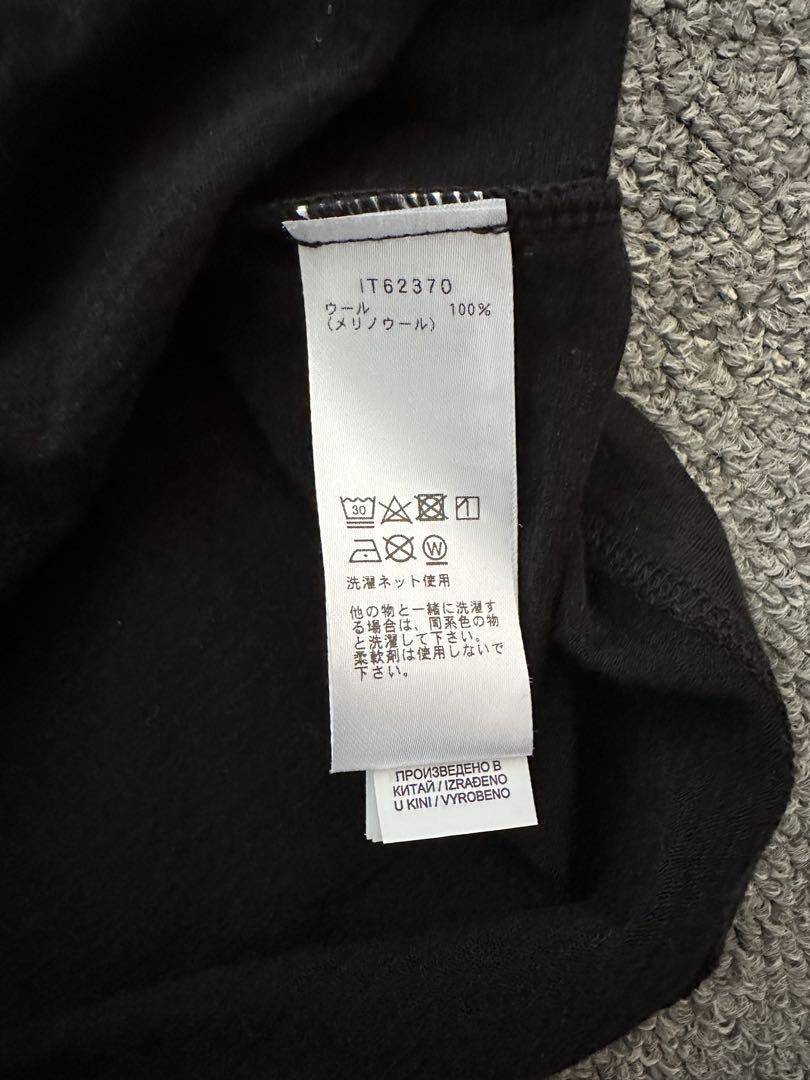 IT62370
ウール 100%
(メリノウール)
30
W
洗濯ネット使用
他の物と一緒に洗濯す
る場合は、同系色の物
と洗濯して下さい。
柔軟剤は使用しないで
下さい。
ПРОИЗВЕДЕНО В
КИТАЙ / IZRAĐENO
U KINI / VYROBENO